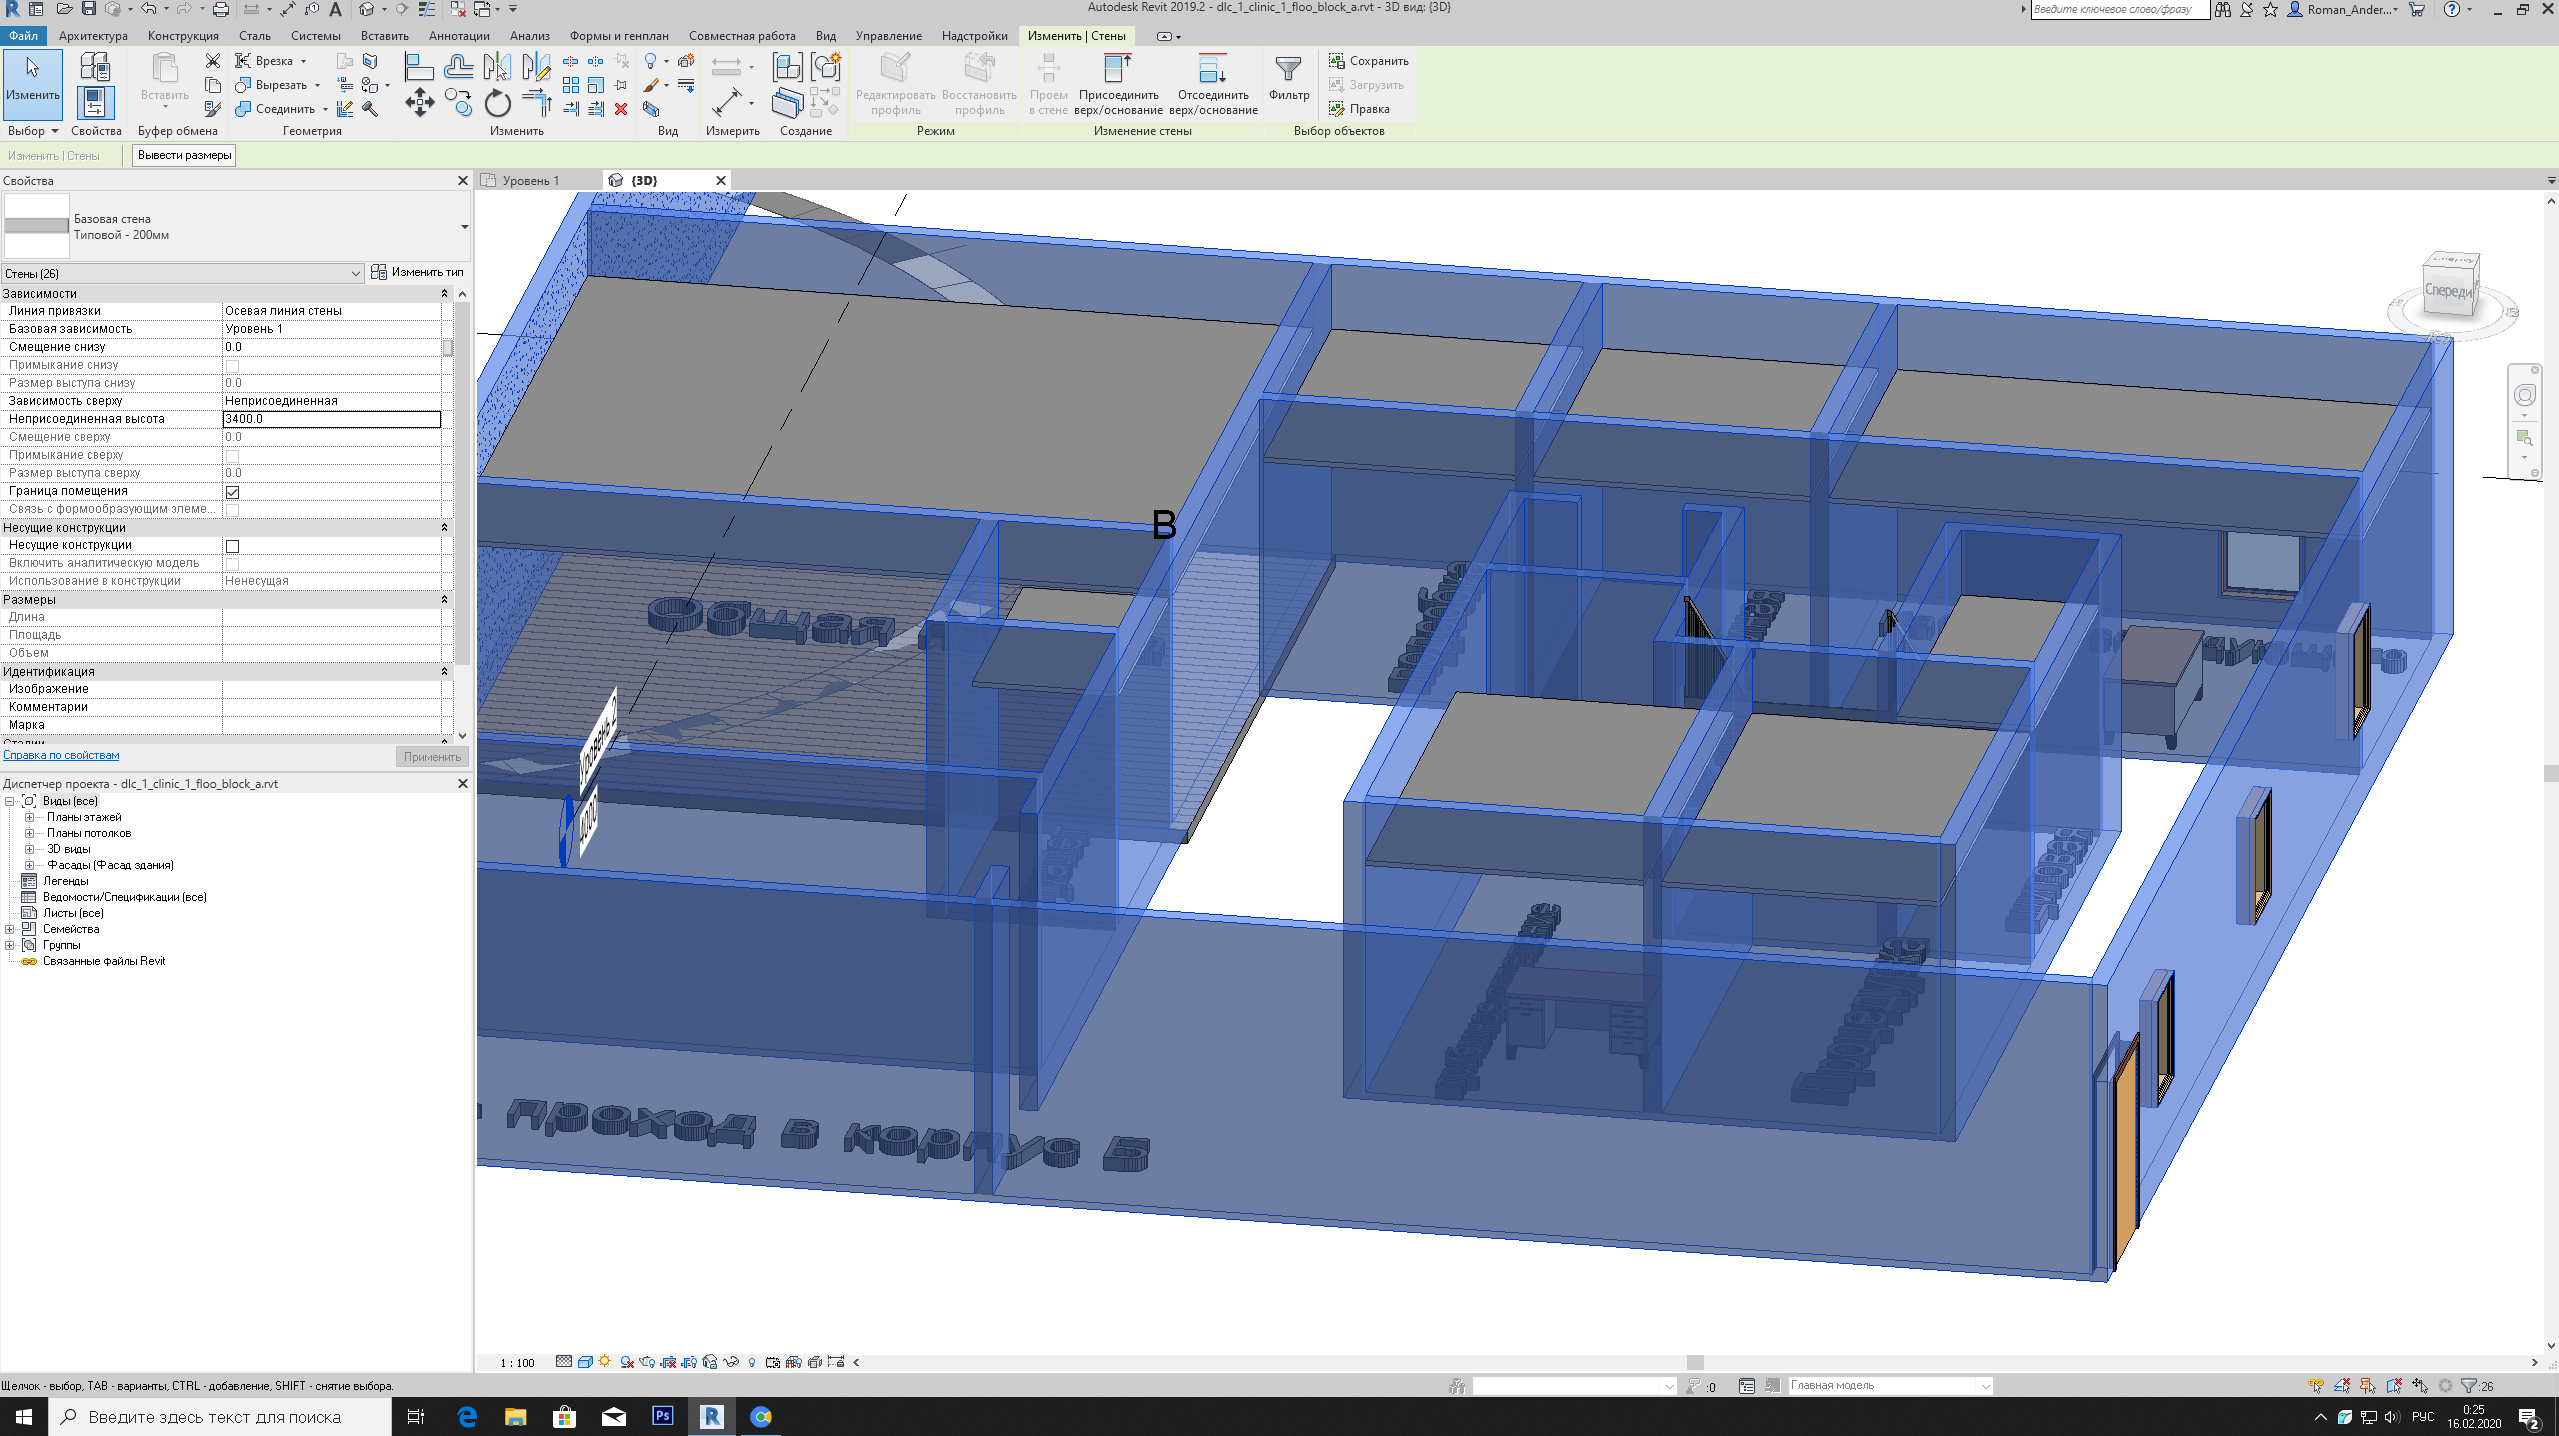 Autodesk Revit 2019.2 - dlc_1_clinic_1_floo_block_a.rvt - 3D вид: {3D}
Введите ключевое слово/фразу
Roman_Ander...
Файл
Архитектура
Конструкция
Сталь
Системы
Вставить
Аннотации
Анализ
Формы и генплан
Совместная работа
Вид
Управление
Надстройки
Изменить | Стены
Изменить
Вставить
Врезка
Вырезать
Соединить
Редактировать профиль
Восстановить профиль
Проем в стене
Присоединить верх/основание
Отсоединить верх/основание
Фильтр
Сохранить
Загрузить
Правка
Выбор
Свойства
Буфер обмена
Геометрия
Изменить
Вид
Измерить
Создание
Режим
Изменение стены
Выбор объектов
Изменить | Стены
Вывести размеры
Свойства
Базовая стена
Типовой - 200мм
Стены (26)
Изменить тип
Зависимости
Линия привязки Осевая линия стены
Базовая зависимость Уровень 1
Смещение снизу 0.0
Примыкание снизу
Размер выступа снизу 0.0
Зависимость сверху Неприсоединенная
Неприсоединенная высота 3400.0
Смещение сверху 0.0
Примыкание сверху
Размер выступа сверху 0.0
Граница помещения
Связь с формообразующим элеме...
Несущие конструкции
Несущие конструкции
Включить аналитическую модель
Использование в конструкции Ненесущая
Размеры
Длина
Площадь
Объем
Идентификация
Изображение
Комментарии
Марка
Стадии
Справка по свойствам
Применить
Диспетчер проекта - dlc_1_clinic_1_floo_block_a.rvt
Виды (все)
Планы этажей
Планы потолков
3D виды
Фасады (Фасад здания)
Легенды
Ведомости/Спецификации (все)
Листы (все)
Семейства
Группы
Связанные файлы Revit
Уровень 1
{3D}
Спереди
B
Общая
Уровень 2
4000
проход в корпус Б
1 : 100
Щелчок - выбор, TAB - варианты, CTRL - добавление, SHIFT - снятие выбора.
:0
Главная модель
:26
Введите здесь текст для поиска
Ps
R
РУС
0:25
16.02.2020
2